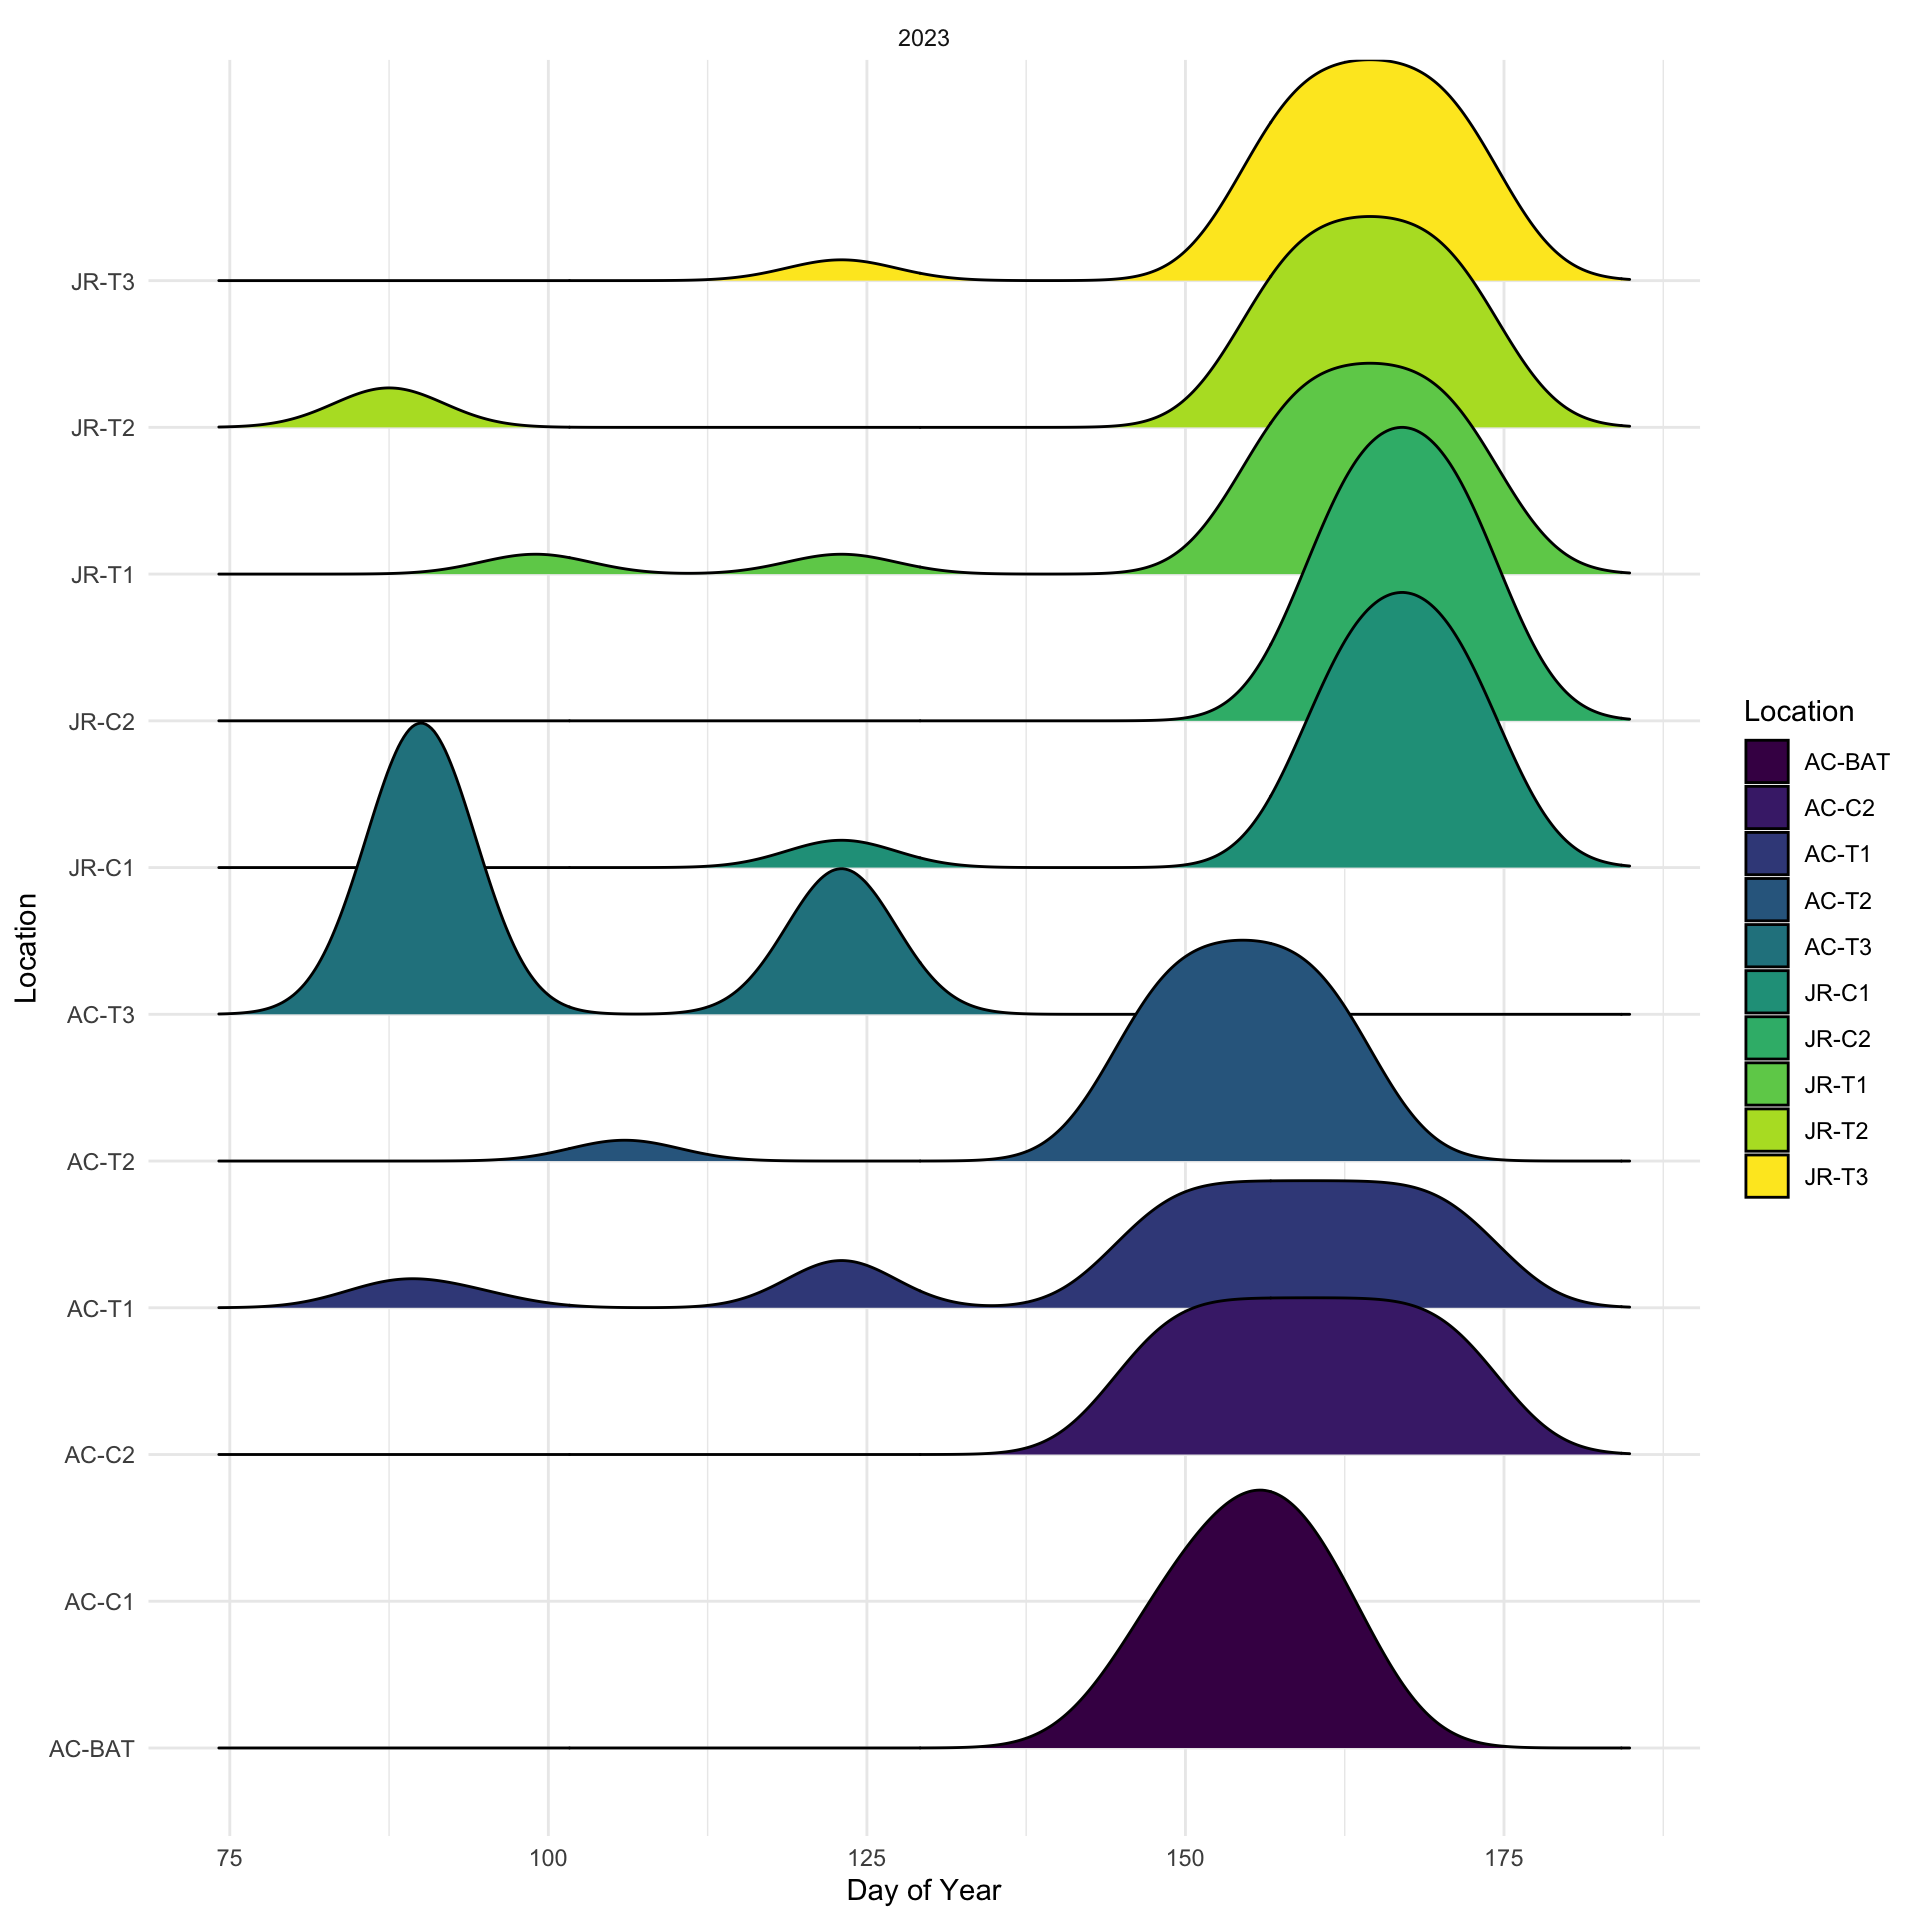 2023
JR-T3
JR-T2
JR-T1
JR-C2
JR-C1
AC-T3
AC-T2
AC-T1
AC-C2
AC-C1
AC-BAT
Location
75 100 125 150 175
Day of Year
Location
AC-BAT
AC-C2
AC-T1
AC-T2
AC-T3
JR-C1
JR-C2
JR-T1
JR-T2
JR-T3